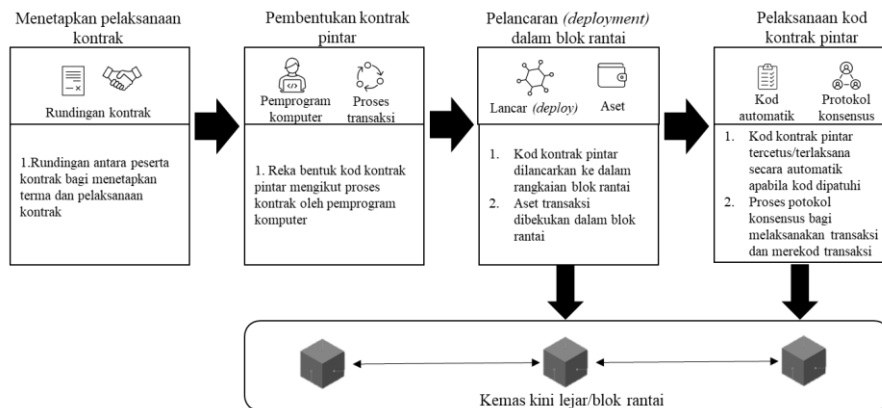 Menetapkan pelaksanaan
kontrak
Rundingan kontrak
1.Rundingan antara peserta
kontrak bagi menetapkan
terma dan pelaksanaan
kontrak
Pembentukan kontrak
pintar
Pemprogram
komputer
Proses
transaksi
1. Reka bentuk kod kontrak
pintar mengikut proses
kontrak oleh pemprogram
komputer
Pelancaran (deployment)
dalam blok rantai
Lancar (deploy)
Aset
1. Kod kontrak pintar
dilancarkan ke dalam
rangkaian blok rantai
2. Aset transaksi
dibekukan dalam blok
rantai
Pelaksanaan kod
kontrak pintar
Kod
automatik
Protokol
konsensus
1. Kod kontrak pintar
tercetus/terlaksana
secara automatik
apabila kod dipatuhi
2. Proses potokol
konsensus bagi
melaksanakan transaksi
dan merekod transaksi
Kemas kini lejar/blok rantai